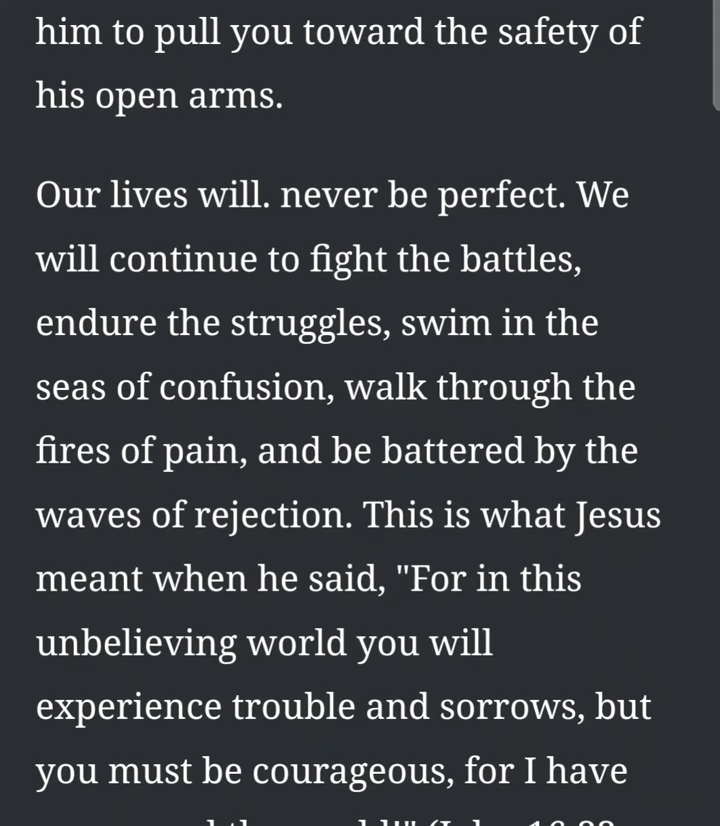 him to pull you toward the safety of
his open arms.
Our lives will. never be perfect. We
will continue to fight the battles,
endure the struggles, swim in the
seas of confusion, walk through the
fires of pain, and be battered by the
waves of rejection. This is what Jesus
meant when he said, "For in this
unbelieving world you will
experience trouble and sorrows, but
you must be courageous, for I have